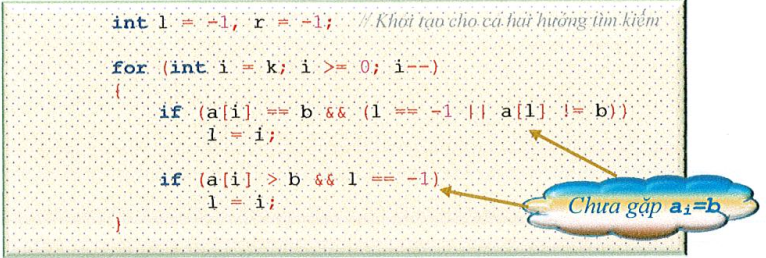 int l = -1, r = -1; // Khởi tạo cho cả hai hướng tìm kiếm
for (int i = k; i >= 0; i--)
{
if (a[i] == b && (l == -1 || a[l] != b))
l = i;
if (a[i] > b && l == -1)
l = i;
}
Chưa gặp aᵢ=b